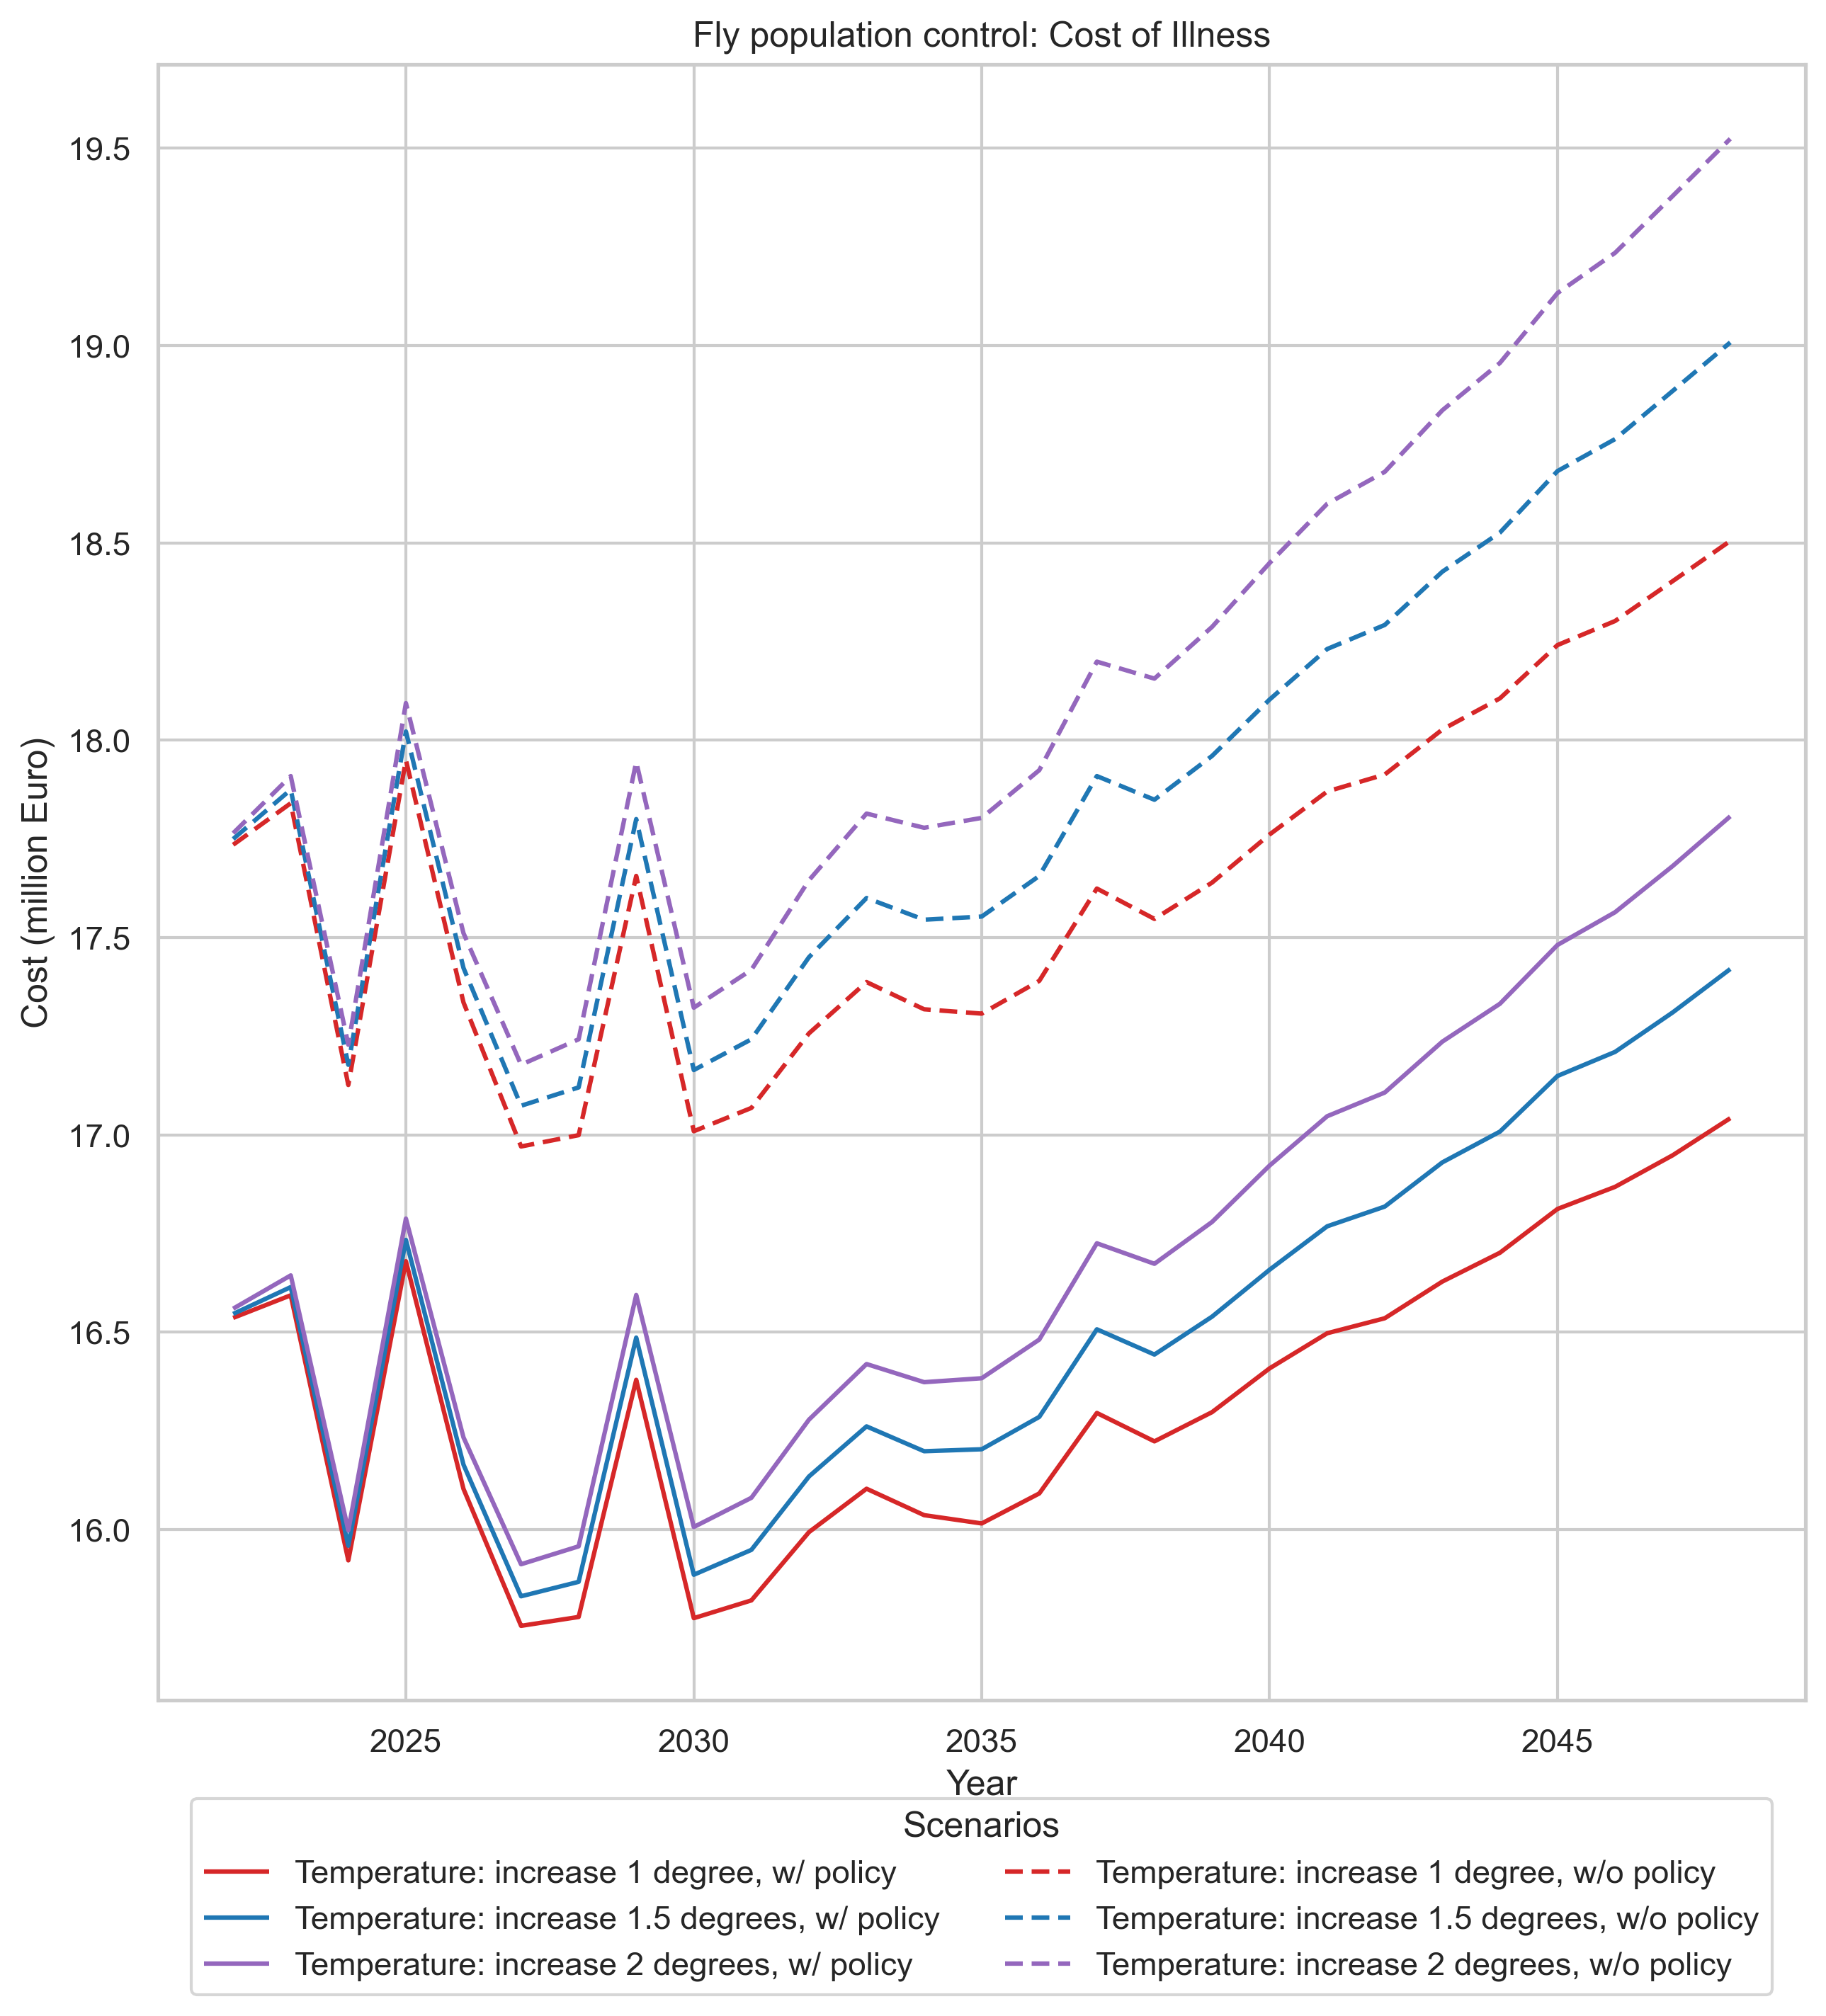 Fly population control: Cost of Illness
Cost (million Euro)
19.5
19.0
18.5
18.0
17.5
17.0
16.5
16.0
2025 2030 2035 2040 2045
Year
Scenarios
Temperature: increase 1 degree, w/ policy
Temperature: increase 1.5 degrees, w/ policy
Temperature: increase 2 degrees, w/ policy
Temperature: increase 1 degree, w/o policy
Temperature: increase 1.5 degrees, w/o policy
Temperature: increase 2 degrees, w/o policy